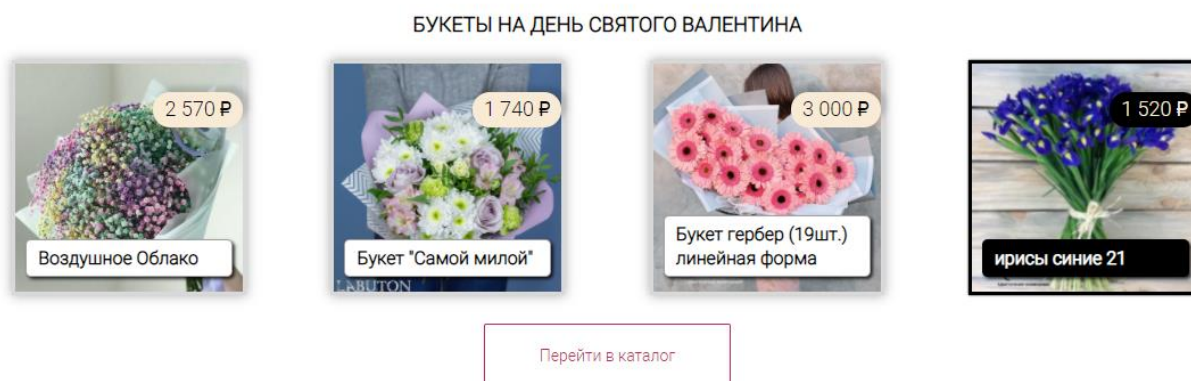 БУКЕТЫ НА ДЕНЬ СВЯТОГО ВАЛЕНТИНА
2 570 ₽
1 740 ₽
3 000 ₽
1 520 ₽
Воздушное Облако
Букет "Самой милой"
Букет гербер (19шт.)
линейная форма
ирисы синие 21
LABUTON
Перейти в каталог